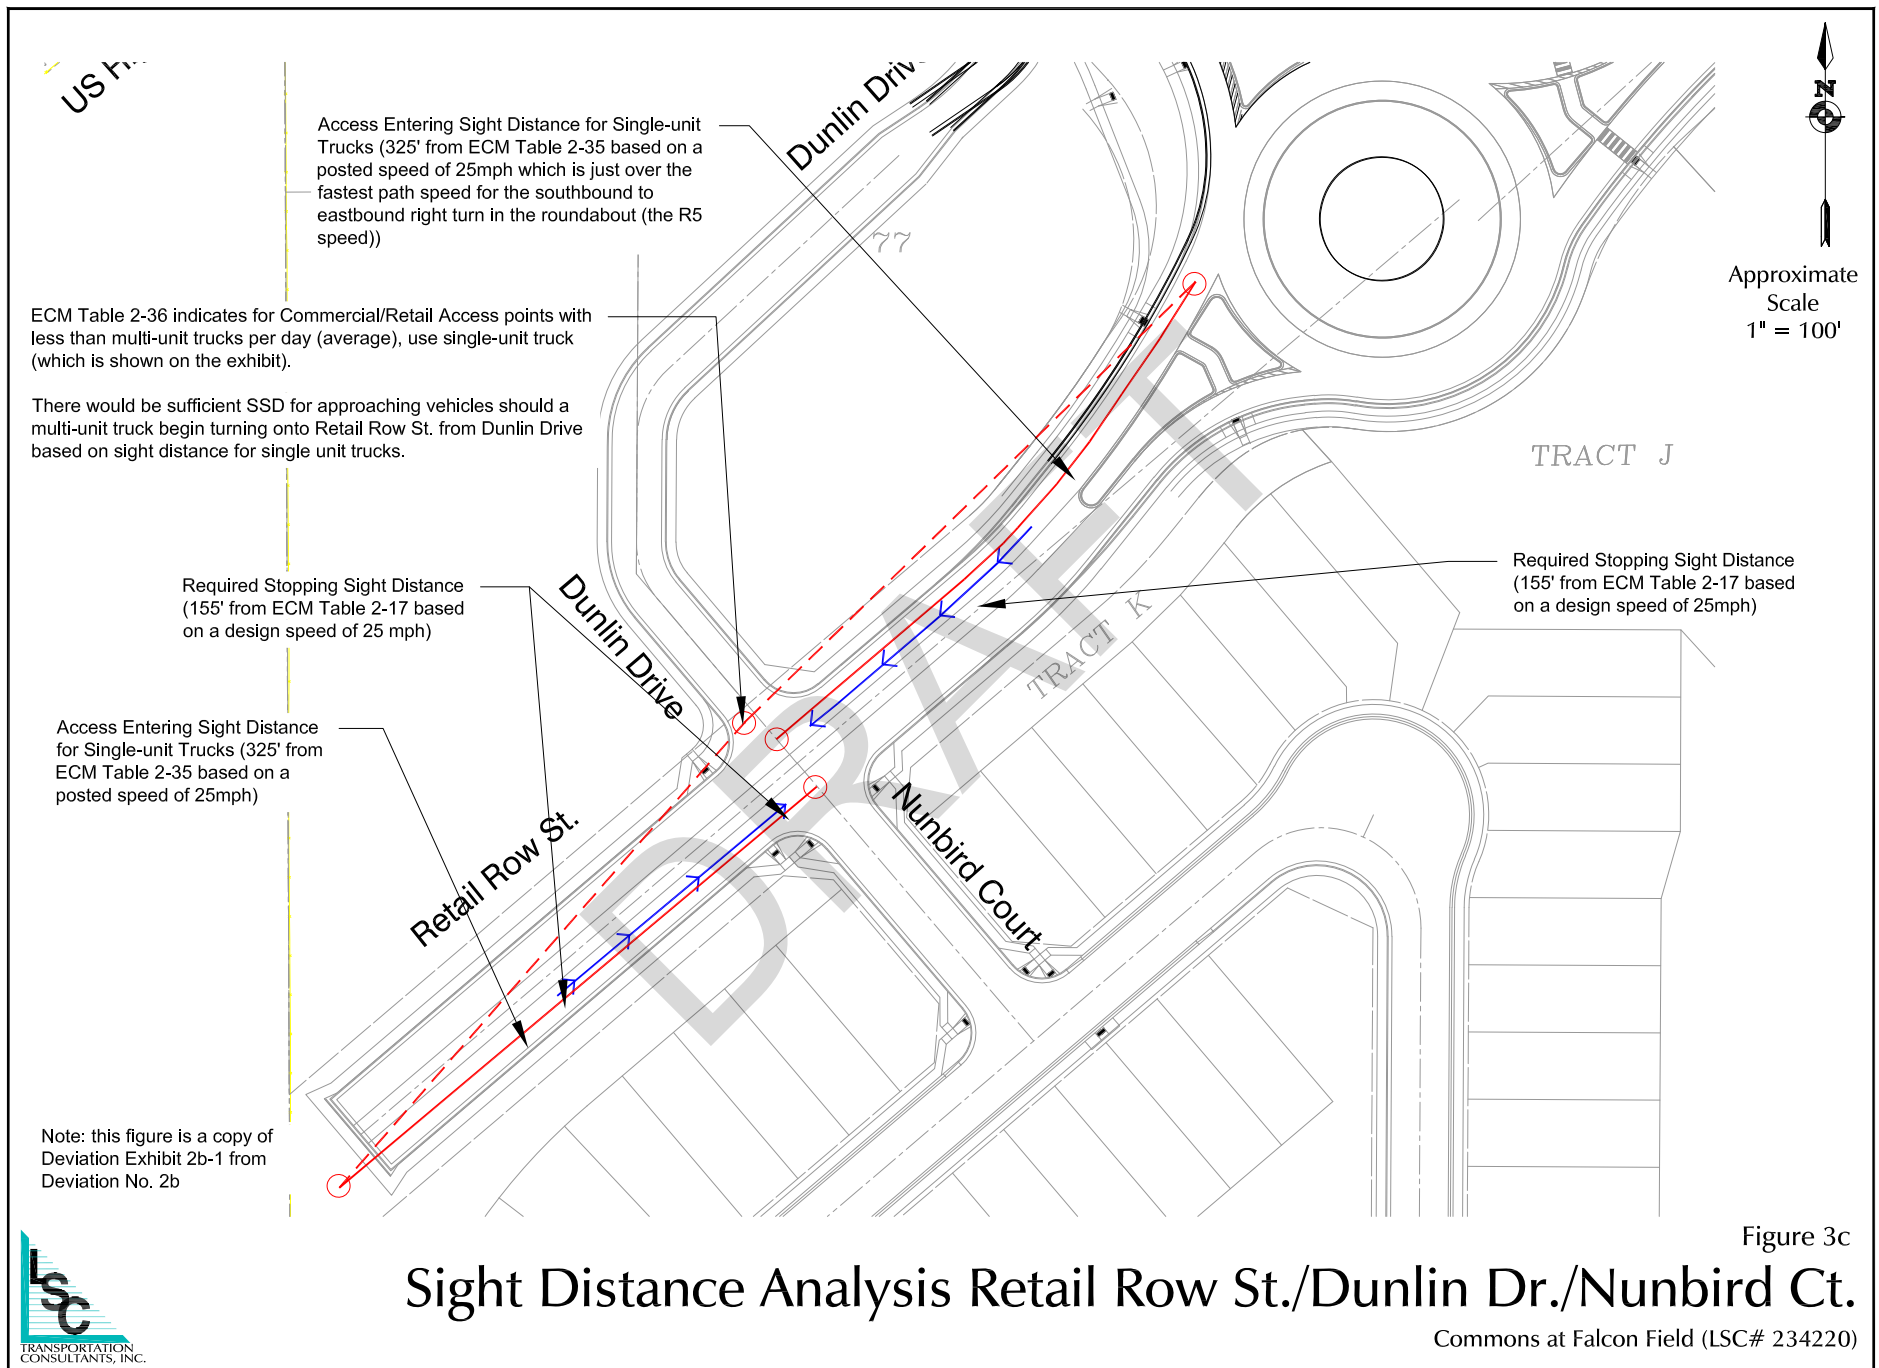 US H
Dunlin Drive
Access Entering Sight Distance for Single-unit
Trucks (325' from ECM Table 2-35 based on a
posted speed of 25mph which is just over the
fastest path speed for the southbound to
eastbound right turn in the roundabout (the R5
speed))
77
N
Approximate
Scale
1" = 100'
ECM Table 2-36 indicates for Commercial/Retail Access points with
less than multi-unit trucks per day (average), use single-unit truck
(which is shown on the exhibit).
There would be sufficient SSD for approaching vehicles should a
multi-unit truck begin turning onto Retail Row St. from Dunlin Drive
based on sight distance for single unit trucks.
TRACT J
Required Stopping Sight Distance
(155' from ECM Table 2-17 based
on a design speed of 25mph)
Required Stopping Sight Distance
(155' from ECM Table 2-17 based
on a design speed of 25 mph)
Dunlin Drive
TRACT K
Access Entering Sight Distance
for Single-unit Trucks (325' from
ECM Table 2-35 based on a
posted speed of 25mph)
Retail Row St.
Nunbird Court
DRAFT
Note: this figure is a copy of
Deviation Exhibit 2b-1 from
Deviation No. 2b
Figure 3c
Sight Distance Analysis Retail Row St./Dunlin Dr./Nunbird Ct.
Commons at Falcon Field (LSC# 234220)
LSC
TRANSPORTATION
CONSULTANTS, INC.